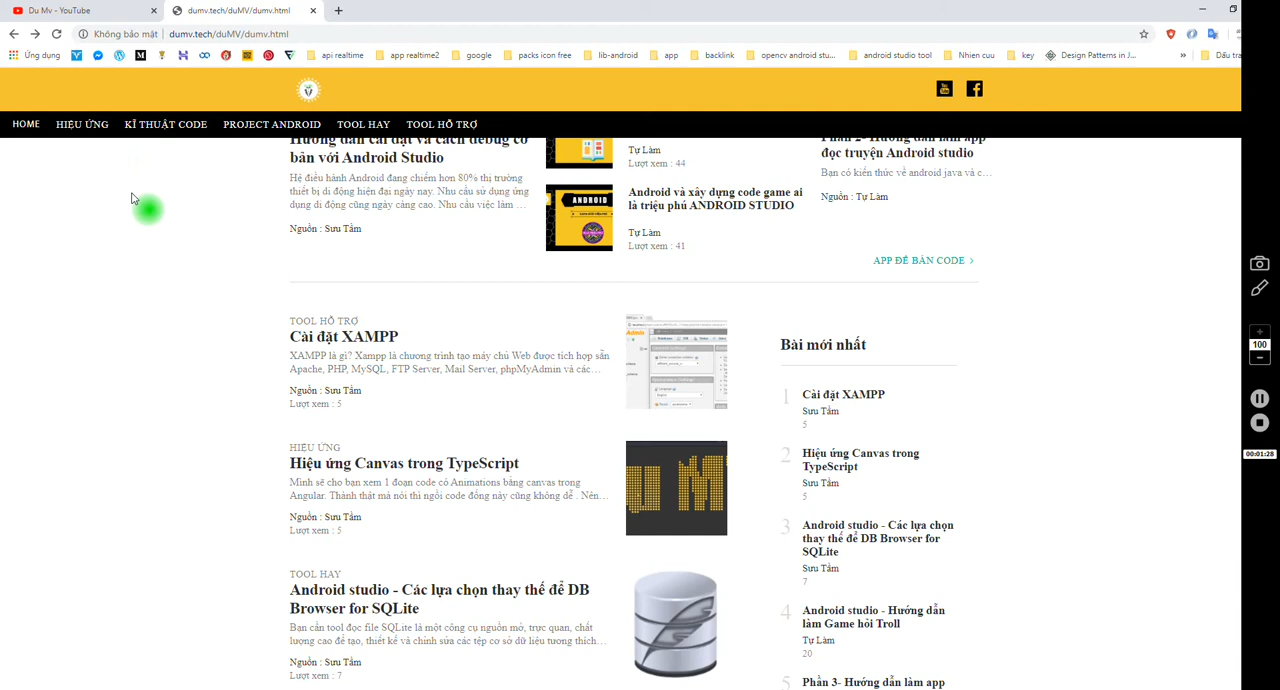 Du Mv - YouTube
dumv.tech/duMV/dumv.html
Không bảo mật | dumv.tech/duMV/dumv.html
Ứng dụng
api realtime
app realtime2
google
packs icon free
lib-android
app
backlink
opencv android stu...
android studio tool
Nhien cuu
key
Design Patterns in J...
»
Dấu tra
HOME
HIỆU ỨNG
KĨ THUẬT CODE
PROJECT ANDROID
TOOL HAY
TOOL HỖ TRỢ
Hướng dẫn cài đặt và cách debug cơ
bản với Android Studio
Hệ điều hành Android đang chiếm hơn 80% thị trường
thiết bị di động hiện đại ngày nay. Nhu cầu sử dụng ứng
dụng di động cũng ngày càng cao. Nhu cầu việc làm …
Nguồn : Sưu Tầm
Tự Làm
Lượt xem : 44
ANDROID
Android và xây dựng code game ai
là triệu phú ANDROID STUDIO
Tự Làm
Lượt xem : 41
Phần 2- Hướng dẫn làm app
đọc truyện Android studio
Bạn có kiến thức về android java và c…
Nguồn : Tự Làm
APP ĐỂ BÀN CODE >
TOOL HỖ TRỢ
Cài đặt XAMPP
XAMPP là gì? Xampp là chương trình tạo máy chủ Web được tích hợp sẵn
Apache, PHP, MySQL, FTP Server, Mail Server, phpMyAdmin và các…
Nguồn : Sưu Tầm
Lượt xem : 5
HIỆU ỨNG
Hiệu ứng Canvas trong TypeScript
Mình sẽ cho bạn xem 1 đoạn code có Animations bằng canvas trong
Angular. Thành thật mà nói thì ngồi code đống này cũng không dễ . Nên…
Nguồn : Sưu Tầm
Lượt xem : 5
TOOL HAY
Android studio - Các lựa chọn thay thế để DB
Browser for SQLite
Bạn cần tool đọc file SQLite là một công cụ nguồn mở, trực quan, chất
lượng cao để tạo, thiết kế và chỉnh sửa các tệp cơ sở dữ liệu tương thích…
Nguồn : Sưu Tầm
Lượt xem : 7
Bài mới nhất
1 Cài đặt XAMPP
Sưu Tầm
5
2 Hiệu ứng Canvas trong
TypeScript
Sưu Tầm
5
3 Android studio - Các lựa chọn
thay thế để DB Browser for
SQLite
Sưu Tầm
7
4 Android studio - Hướng dẫn
làm Game hỏi Troll
Tự Làm
20
5 Phần 3- Hướng dẫn làm app
100
00:01:28